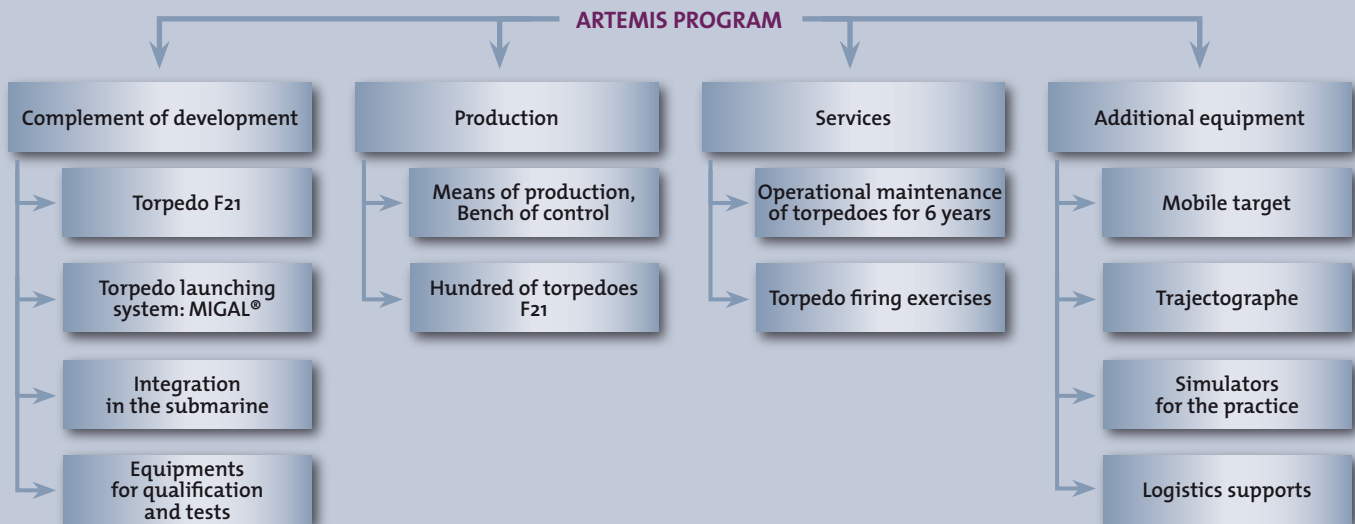 ARTEMIS PROGRAM
Complement of development
Torpedo F21
Torpedo launching
system: MIGAL®
Integration
in the submarine
Equipments
for qualification
and tests
Production
Means of production,
Bench of control
Hundred of torpedoes
F21
Services
Operational maintenance
of torpedoes for 6 years
Torpedo firing exercises
Additional equipment
Mobile target
Trajectographe
Simulators
for the practice
Logistics supports